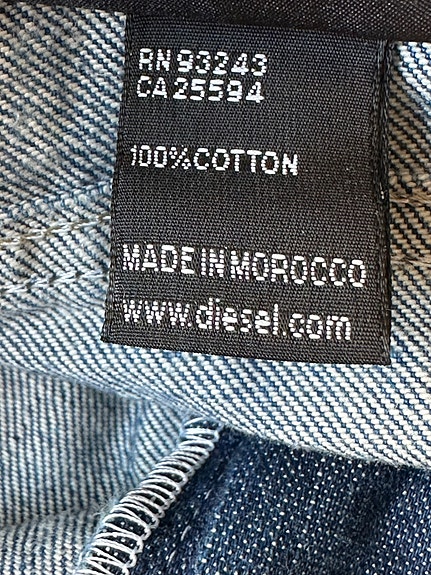 RN 93243
CA 25594
100% COTTON
MADE IN MOROCCO
www.diesel.com